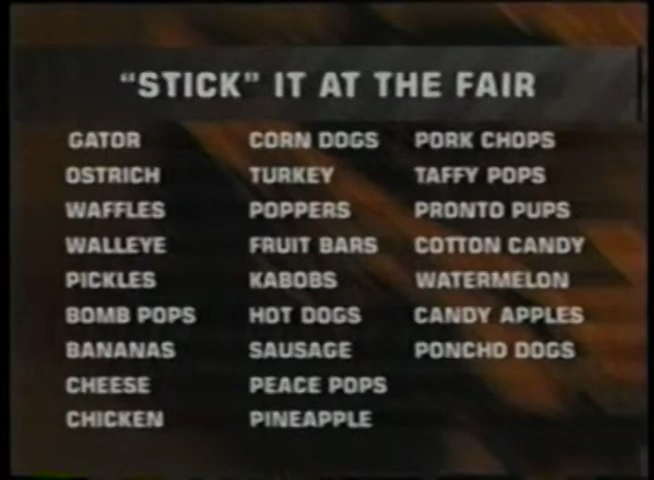 "STICK" IT AT THE FAIR
GATOR
OSTRICH
WAFFLES
WALLEYE
PICKLES
BOMB POPS
BANANAS
CHEESE
CHICKEN
CORN DOGS
TURKEY
POPPERS
FRUIT BARS
KABOBS
HOT DOGS
SAUSAGE
PEACE POPS
PINEAPPLE
PORK CHOPS
TAFFY POPS
PRONTO PUPS
COTTON CANDY
WATERMELON
CANDY APPLES
PONCHO DOGS